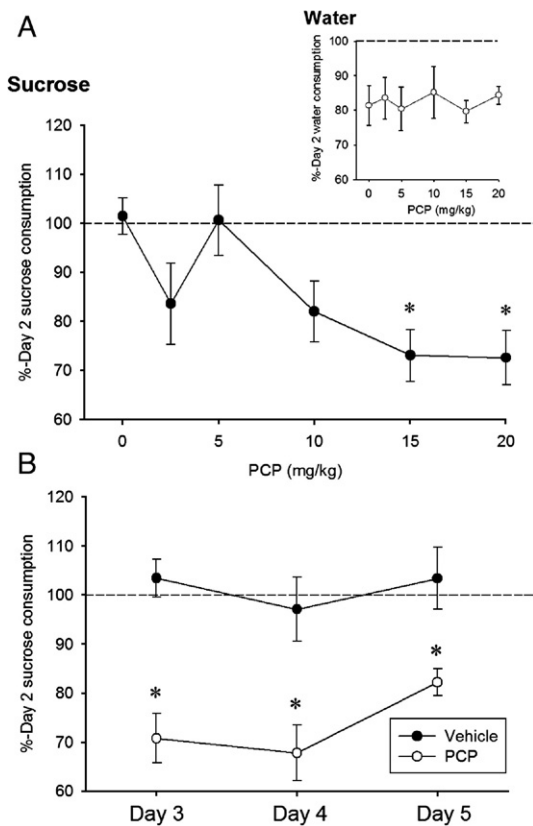 A
Water
%-Day 2 water consumption
100
90
80
70
60
0 5 10 15 20
PCP (mg/kg)
Sucrose
%-Day 2 sucrose consumption
120
110
100
90
80
70
60
* *
0 5 10 15 20
PCP (mg/kg)
B
%-Day 2 sucrose consumption
120
110
100
90
80
70
60
* * *
Vehicle
PCP
Day 3 Day 4 Day 5